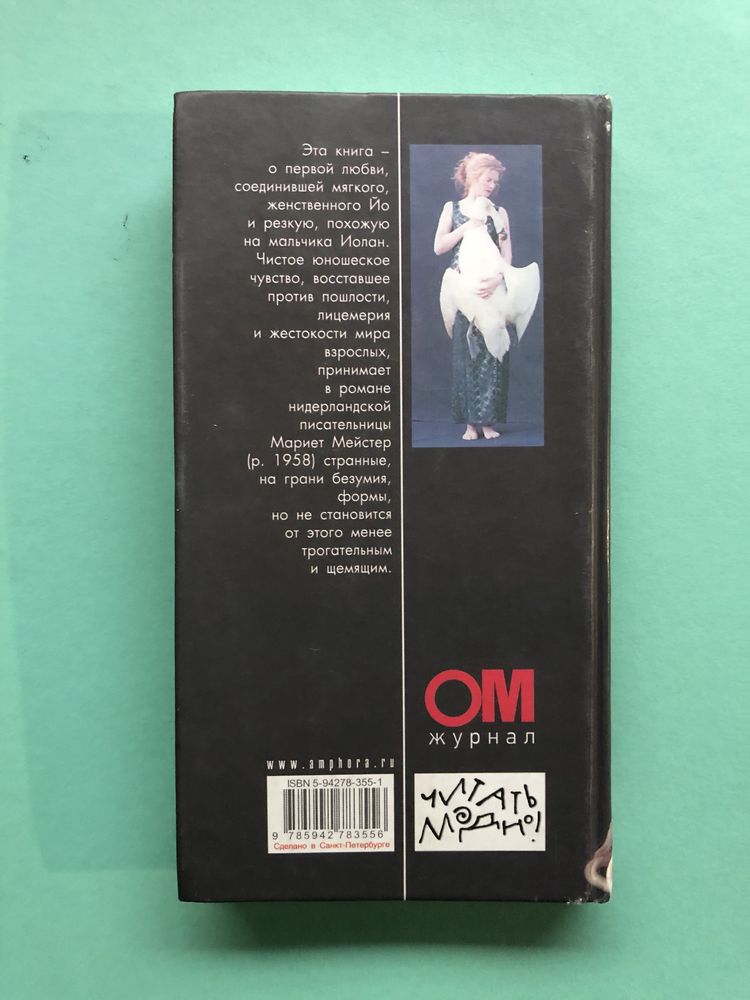 Эта книга –
о первой любви,
соединившей мягкого,
женственного Йо
и резкую, похожую
на мальчика Иолан.
Чистое юношеское
чувство, восставшее
против пошлости,
лицемерия
и жестокости мира
взрослых,
принимает
в романе
нидерландской
писательницы
Мариет Мейстер
(р. 1958) странные,
на грани безумия,
формы,
но не становится
от этого менее
трогательным
и щемящим.
ОМ
журнал
www.amphora.ru
ISBN 5-94278-355-1
9 785942 783556
Сделано в Санкт-Петербурге
ЧИТАТЬ
МОДНО!